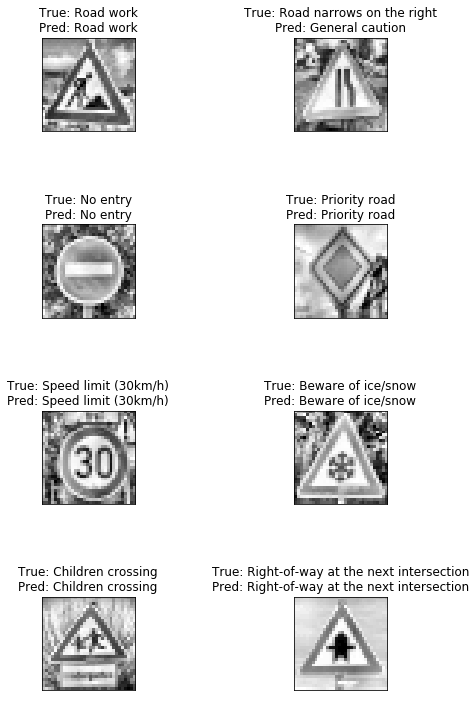 True: Road work
Pred: Road work
True: Road narrows on the right
Pred: General caution
True: No entry
Pred: No entry
True: Priority road
Pred: Priority road
True: Speed limit (30km/h)
Pred: Speed limit (30km/h)
30
True: Beware of ice/snow
Pred: Beware of ice/snow
True: Children crossing
Pred: Children crossing
True: Right-of-way at the next intersection
Pred: Right-of-way at the next intersection